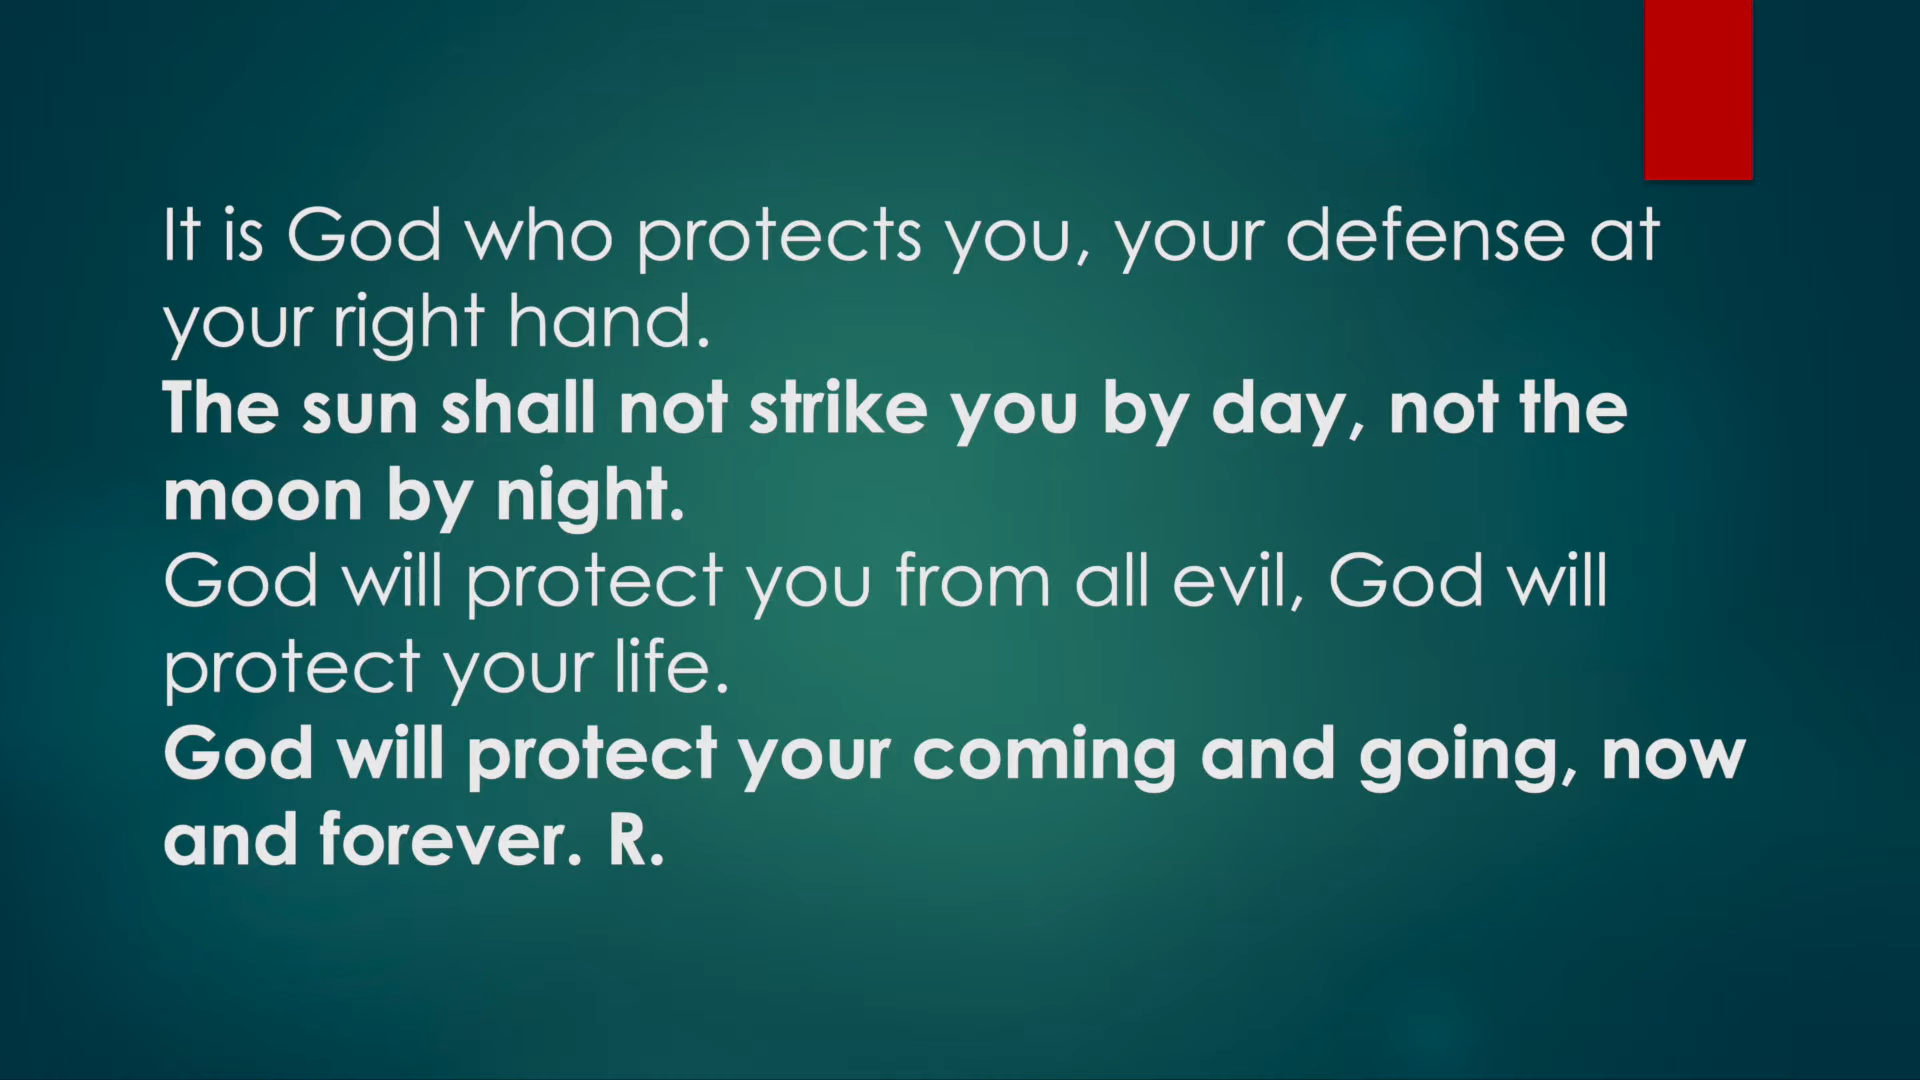 It is God who protects you, your defense at
your right hand.
The sun shall not strike you by day, not the
moon by night.
God will protect you from all evil, God will
protect your life.
God will protect your coming and going, now
and forever. R.